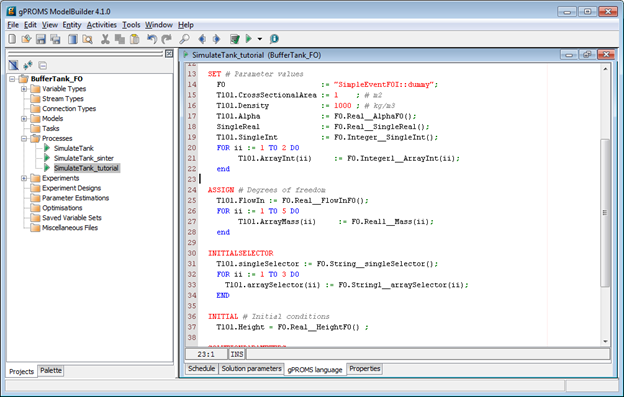 gPROMS ModelBuilder 4.1.0
File Edit View Entity Activities Tools Window Help
BufferTank_FO
Variable Types
Stream Types
Connection Types
Models
Tasks
Processes
SimulateTank
SimulateTank_sinter
SimulateTank_tutorial
Experiments
Experiment Designs
Parameter Estimations
Optimisations
Saved Variable Sets
Miscellaneous Files
Projects Palette
SimulateTank_tutorial (BufferTank_FO)
12
13 SET # Parameter values
14 FO := "SimpleEventFOI::dummy";
15 T101.CrossSectionalArea := 1 ; # m2
16 T101.Density := 1000 ; # kg/m3
17 T101.Alpha := FO.Real__AlphaFO();
18 SingleReal := FO.Real__SingleReal();
19 T101.SingleInt := FO.Integer__SingleInt();
20 FOR ii := 1 TO 2 DO
21 T101.ArrayInt(ii) := FO.Integer1__ArrayInt(ii);
22 end
23
24 ASSIGN # Degrees of freedom
25 T101.FlowIn := FO.Real__FlowInFO();
26 FOR ii := 1 TO 5 DO
27 T101.ArrayMass(ii) := FO.Real1__Mass(ii);
28 end
29
30 INITIALSELECTOR
31 T101.singleSelector := FO.String__singleSelector();
32 FOR ii := 1 TO 3 DO
33 T101.arraySelector(ii) := FO.String1__arraySelector(ii);
34 END
35
36 INITIAL # Initial conditions
37 T101.Height = FO.Real__HeightFO() ;
38
23:1 INS
Schedule Solution parameters gPROMS language Properties